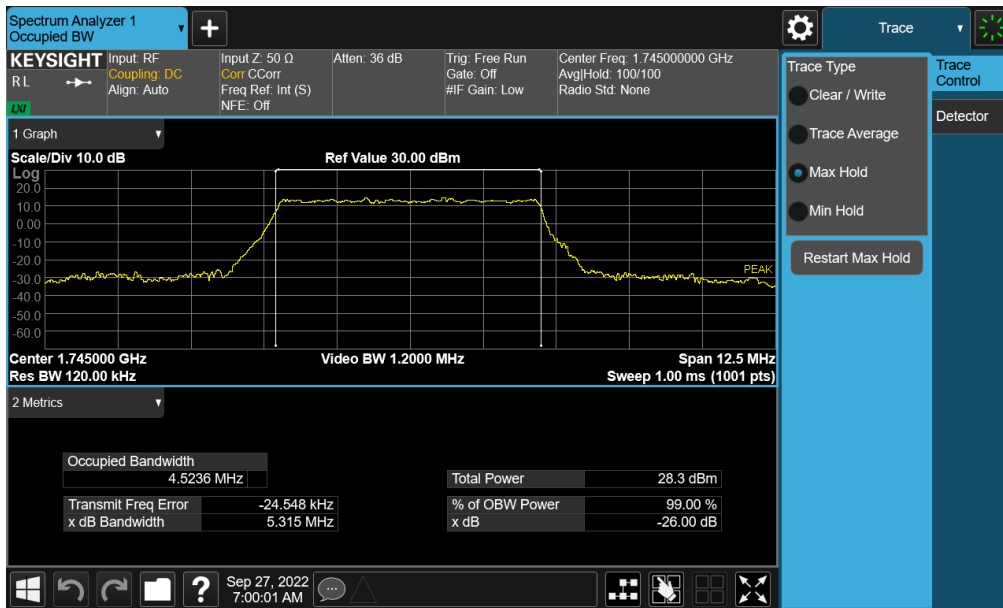 Spectrum Analyzer 1
Occupied BW
Trace
KEYSIGHT
R L
LXI
Input: RF
Coupling: DC
Align: Auto
Input Z: 50 Ω
Corr CCorr
Freq Ref: Int (S)
NFE: Off
Atten: 36 dB
Trig: Free Run
Gate: Off
#IF Gain: Low
Center Freq: 1.745000000 GHz
Avg|Hold: 100/100
Radio Std: None
Trace Type
Clear / Write
Trace Average
Max Hold
Min Hold
Restart Max Hold
Trace
Control
Detector
1 Graph
Scale/Div 10.0 dB
Ref Value 30.00 dBm
Log
20.0
10.0
0.00
-10.0
-20.0
-30.0
-40.0
-50.0
-60.0
PEAK
Center 1.745000 GHz
Video BW 1.2000 MHz
Span 12.5 MHz
Res BW 120.00 kHz
Sweep 1.00 ms (1001 pts)
2 Metrics
Occupied Bandwidth
4.5236 MHz
Total Power 28.3 dBm
Transmit Freq Error -24.548 kHz
% of OBW Power 99.00 %
x dB Bandwidth 5.315 MHz
x dB -26.00 dB
?
Sep 27, 2022
7:00:01 AM